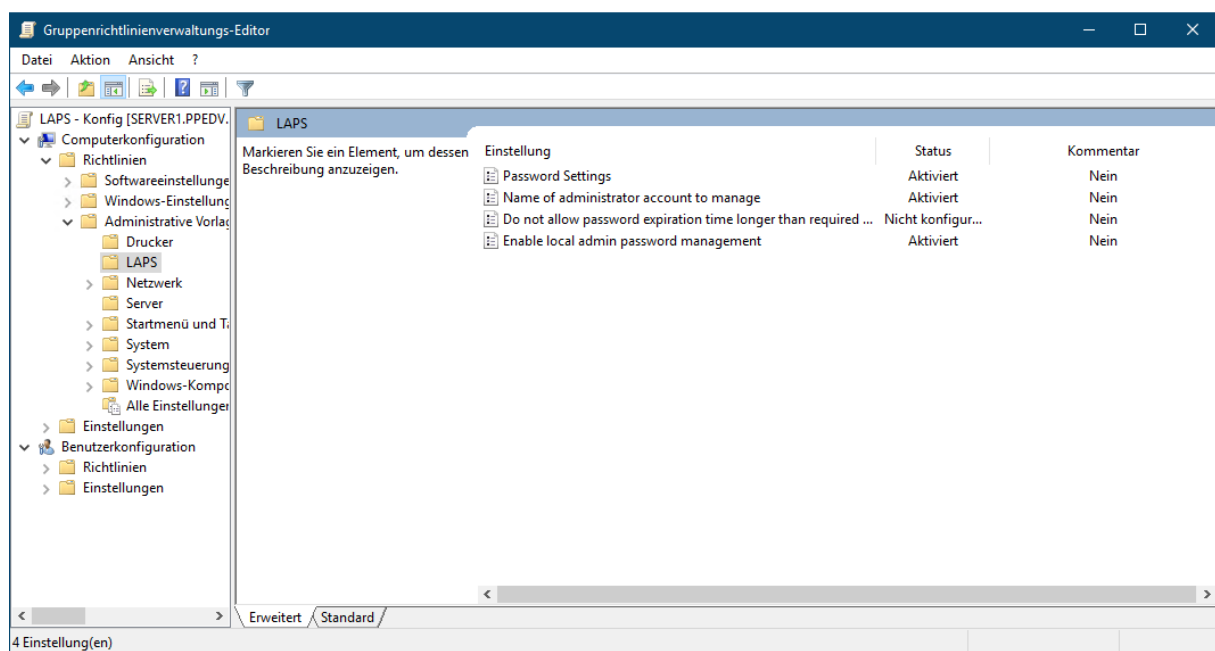 Gruppenrichtlinienverwaltungs-Editor
Datei Aktion Ansicht ?
LAPS - Konfig [SERVER1.PPEDV.
Computerkonfiguration
Richtlinien
Softwareeinstellunge
Windows-Einstellung
Administrative Vorlag
Drucker
LAPS
Netzwerk
Server
Startmenü und Ta
System
Systemsteuerung
Windows-Kompo
Alle Einstellungen
Einstellungen
Benutzerkonfiguration
Richtlinien
Einstellungen
LAPS
Markieren Sie ein Element, um dessen
Beschreibung anzuzeigen.
Einstellung Status Kommentar
Password Settings Aktiviert Nein
Name of administrator account to manage Aktiviert Nein
Do not allow password expiration time longer than required ... Nicht konfigur... Nein
Enable local admin password management Aktiviert Nein
Erweitert Standard
4 Einstellung(en)